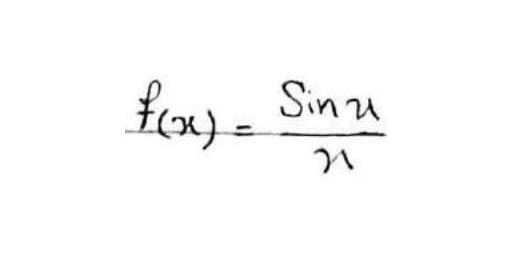 f(x) = Sin x / x